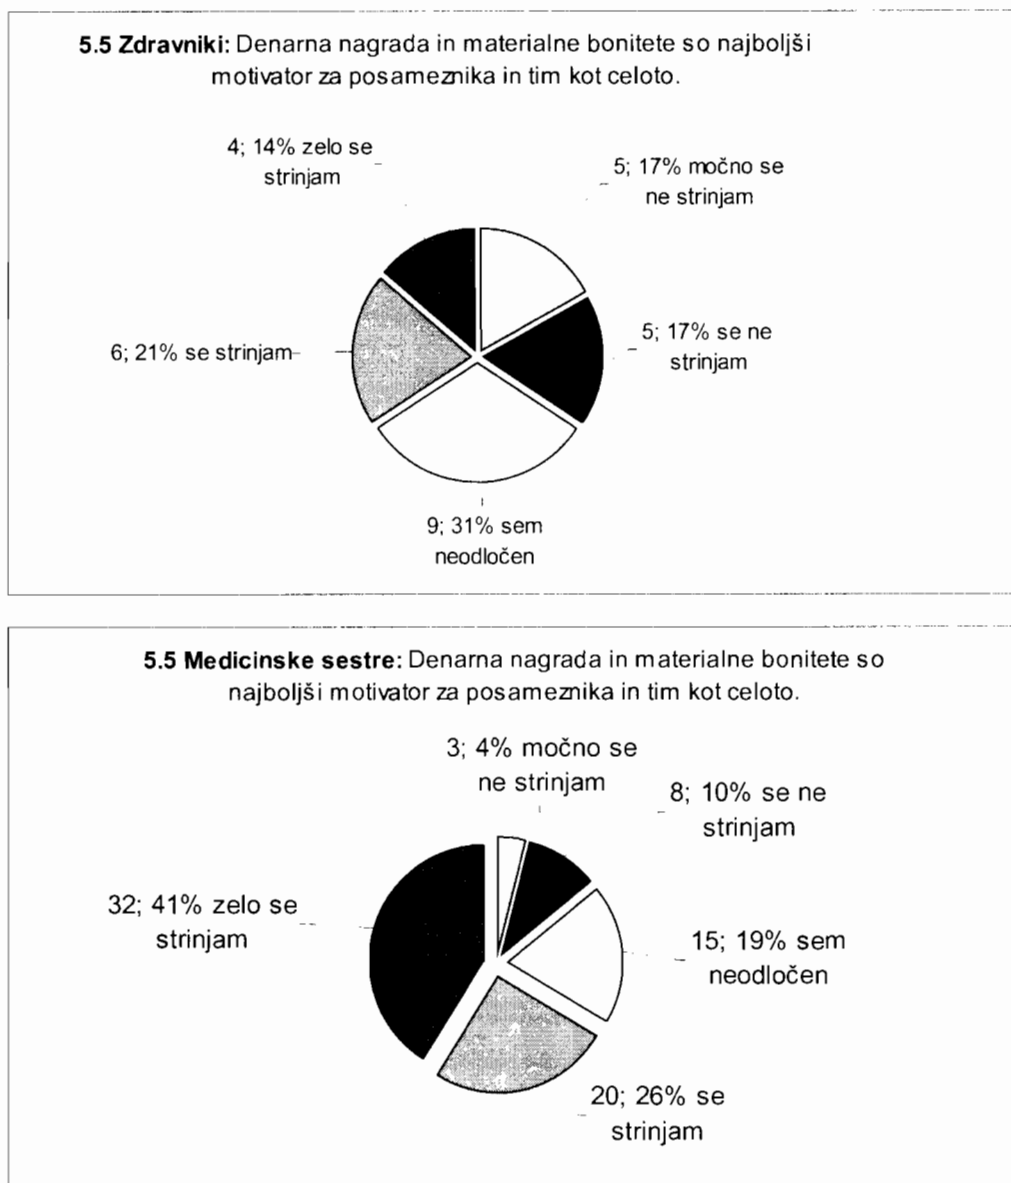 5.5 Zdravniki: Denarna nagrada in materialne bonitete so najboljši
motivator za posameznika in tim kot celoto.
4; 14% zelo se
strinjam
5; 17% močno se
ne strinjam
6; 21% se strinjam
5; 17% se ne
strinjam
9; 31% sem
neodločen
5.5 Medicinske sestre: Denarna nagrada in materialne bonitete so
najboljši motivator za posameznika in tim kot celoto.
3; 4% močno se
ne strinjam
8; 10% se ne
strinjam
32; 41% zelo se
strinjam
15; 19% sem
neodločen
20; 26% se
strinjam